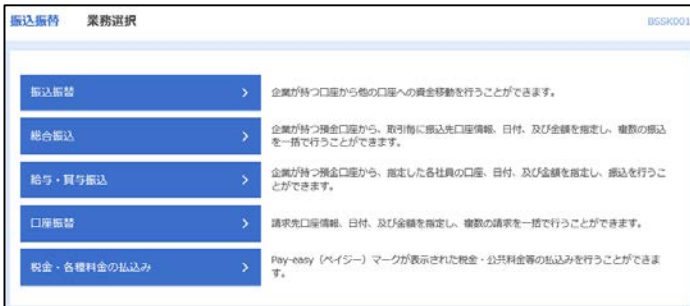 振込振替 業務選択 BSSK001
振込振替 企業が持つ口座から他の口座への資金移動を行うことができます。
総合振込 企業が持つ預金口座から、取引毎に振込先口座情報、日付、及び金額を指定し、複数の振込
を一括で行うことができます。
給与・賞与振込 企業が持つ預金口座から、指定した各社員の口座、日付、及び金額を指定し、振込を行うこ
とができます。
口座振替 請求先口座情報、日付、及び金額を指定し、複数の請求を一括で行うことができます。
税金・各種料金の払込み Pay-easy（ペイジー）マークが表示された税金・公共料金等の払込みを行うことができま
す。